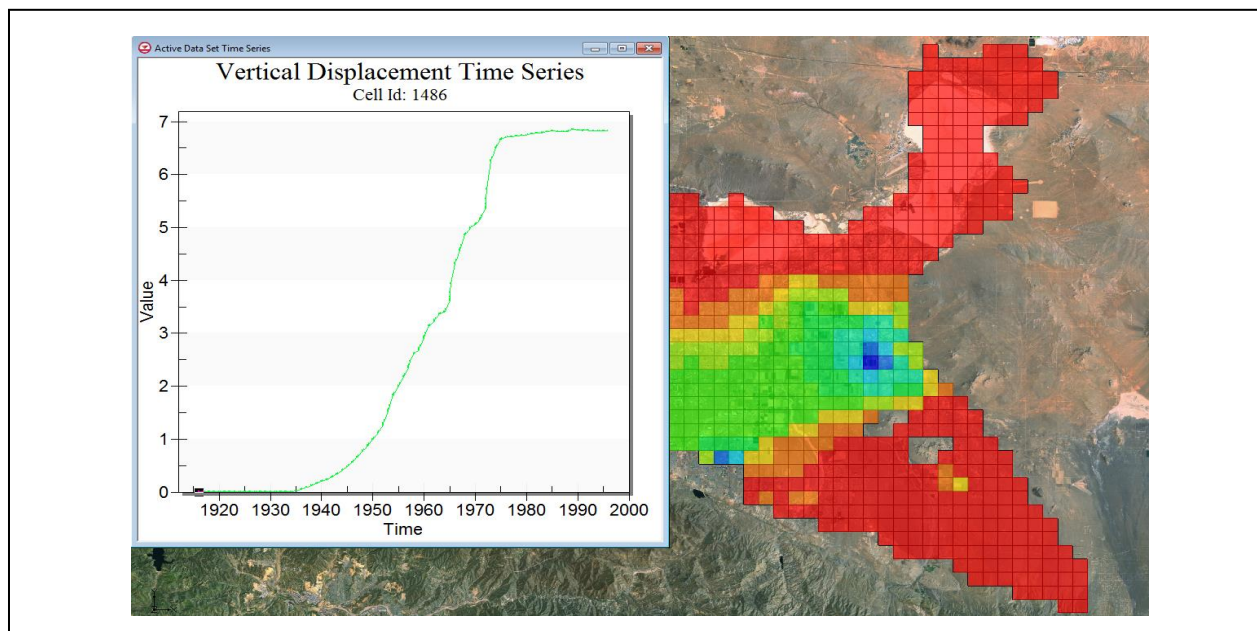 Active Data Set Time Series
Vertical Displacement Time Series
Cell Id: 1486
7
6
5
4
3
2
1
0
Value
1920 1930 1940 1950 1960 1970 1980 1990 2000
Time